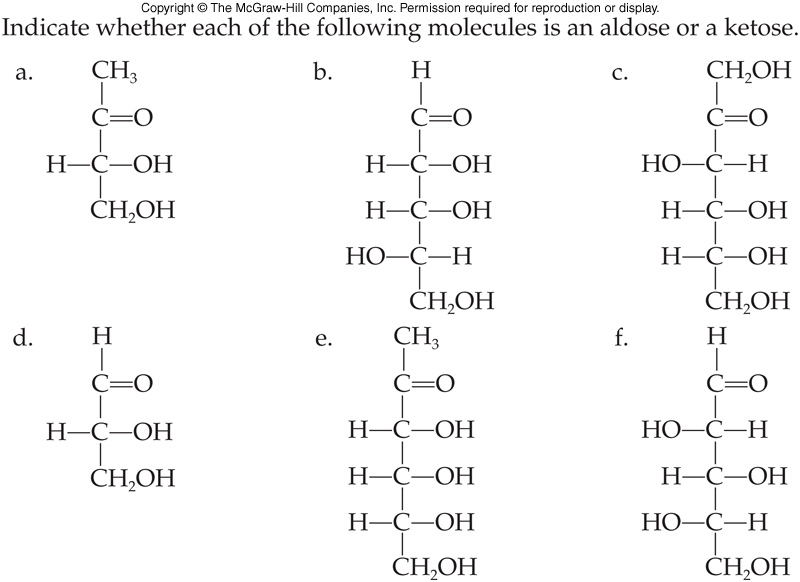 Copyright © The McGraw-Hill Companies, Inc. Permission required for reproduction or display.
Indicate whether each of the following molecules is an aldose or a ketose.
a. CH₃
C=O
H—C—OH
CH₂OH
b. H
C=O
H—C—OH
H—C—OH
HO—C—H
CH₂OH
c. CH₂OH
C=O
HO—C—H
H—C—OH
H—C—OH
CH₂OH
d. H
C=O
H—C—OH
CH₂OH
e. CH₃
C=O
H—C—OH
H—C—OH
H—C—OH
CH₂OH
f. H
C=O
HO—C—H
H—C—OH
HO—C—H
CH₂OH